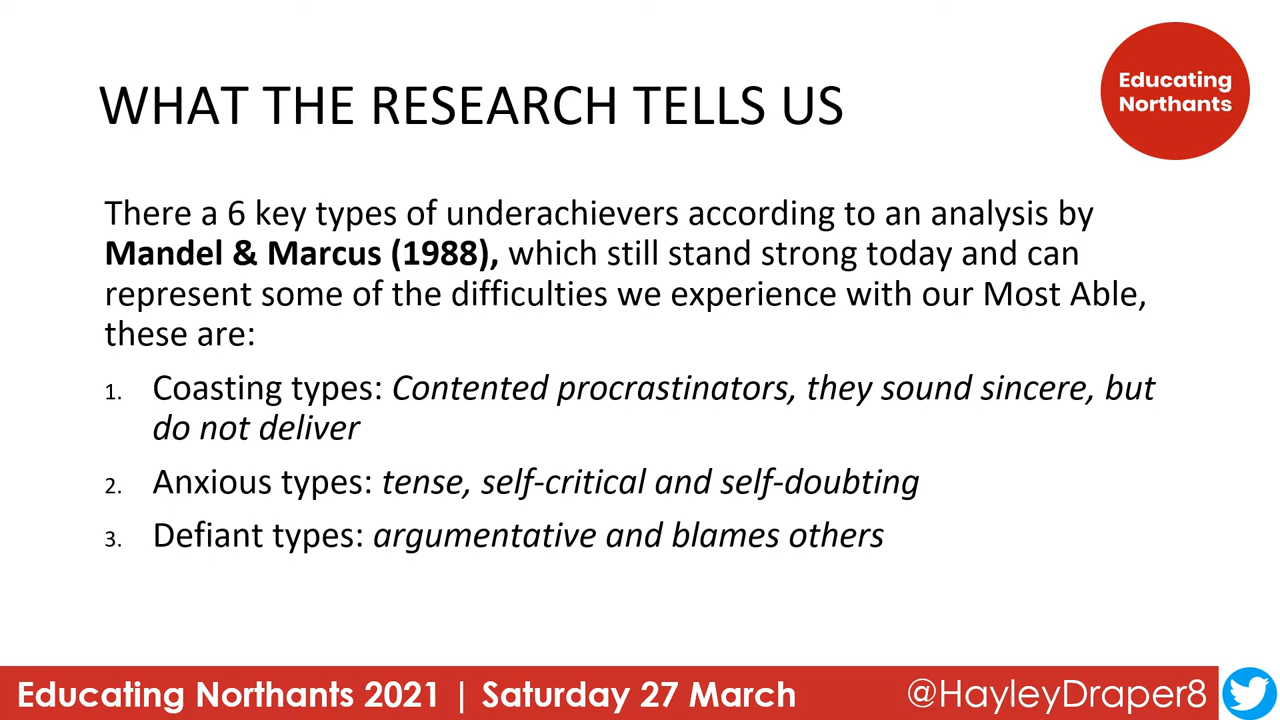 Educating
Northants
WHAT THE RESEARCH TELLS US
There a 6 key types of underachievers according to an analysis by
Mandel & Marcus (1988), which still stand strong today and can
represent some of the difficulties we experience with our Most Able,
these are:
1. Coasting types: Contented procrastinators, they sound sincere, but
do not deliver
2. Anxious types: tense, self-critical and self-doubting
3. Defiant types: argumentative and blames others
Educating Northants 2021 | Saturday 27 March
@HayleyDraper8